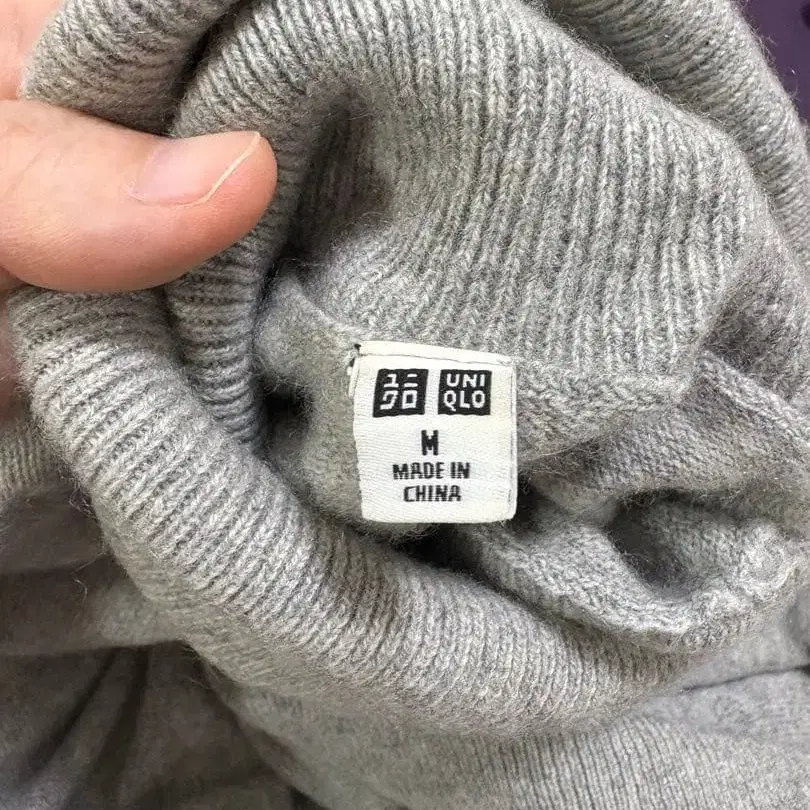 ユニ UNI
クロ QLO
M
MADE IN
CHINA